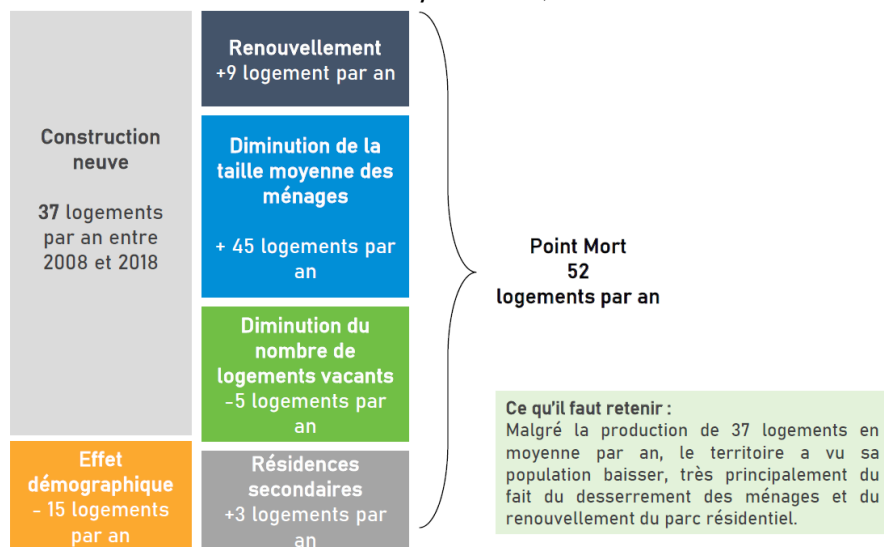 Construction
neuve
37 logements
par an entre
2008 et 2018
Effet
démographique
- 15 logements
par an
Renouvellement
+9 logement par an
Diminution de la
taille moyenne des
ménages
+ 45 logements par
an
Diminution du
nombre de
logements vacants
-5 logements par
an
Résidences
secondaires
+3 logements par
an
Point Mort
52
logements par an
Ce qu'il faut retenir :
Malgré la production de 37 logements en
moyenne par an, le territoire a vu sa
population baisser, très principalement du
fait du desserrement des ménages et du
renouvellement du parc résidentiel.